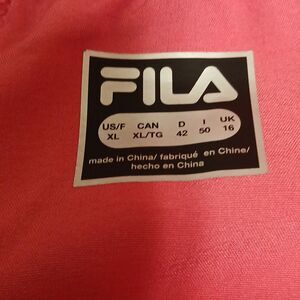 FILA
US/F CAN D I UK
XL XL/TG 42 50 16
made in China/ fabriqué en Chine/
hecho en China